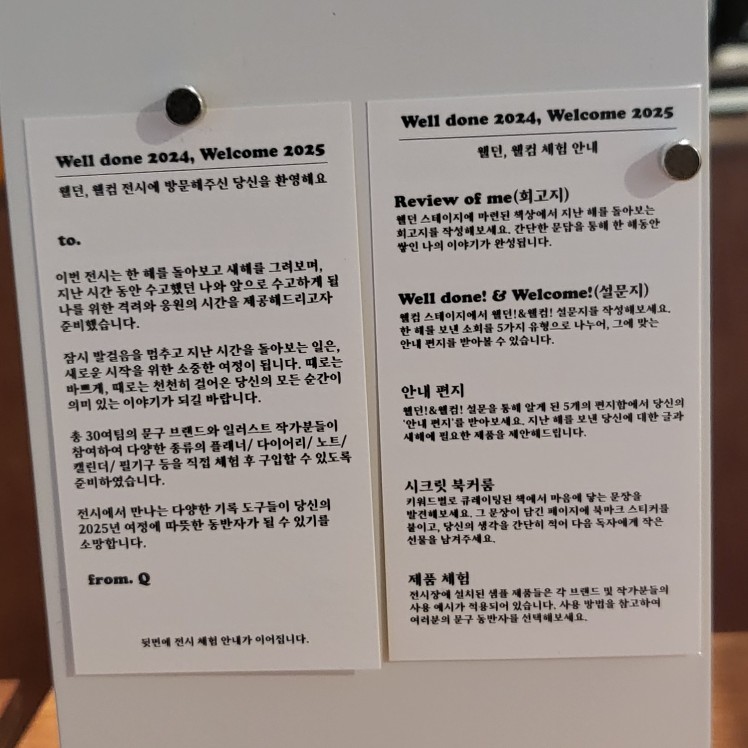 Well done 2024, Welcome 2025
웰던, 웰컴 전시에 방문해주신 당신을 환영해요
to.
이번 전시는 한 해를 돌아보고 새해를 그려보며,
지난 시간 동안 수고했던 나와 앞으로 수고하게 될
나를 위한 격려와 응원의 시간을 제공해드리고자
준비했습니다.
잠시 발걸음을 멈추고 지난 시간을 돌아보는 일은,
새로운 시작을 위한 소중한 여정이 됩니다. 때로는
바쁘게, 때로는 천천히 걸어온 당신의 모든 순간이
의미 있는 이야기가 되길 바랍니다.
총 30여팀의 문구 브랜드와 일러스트 작가분들이
참여하여 다양한 종류의 플래너/ 다이어리/ 노트/
캘린더/ 필기구 등을 직접 체험 후 구입할 수 있도록
준비하였습니다.
전시에서 만나는 다양한 기록 도구들이 당신의
2025년 여정에 따뜻한 동반자가 될 수 있기를
소망합니다.
from. Q
뒷면에 전시 체험 안내가 이어집니다.
Well done 2024, Welcome 2025
웰던, 웰컴 체험 안내
Review of me(회고지)
웰던 스테이지에 마련된 책상에서 지난 해를 돌아보는
회고지를 작성해보세요. 간단한 문답을 통해 한 해동안
쌓인 나의 이야기가 완성됩니다.
Well done! & Welcome!(설문지)
웰컴 스테이지에서 웰던!&웰컴! 설문지를 작성해보세요.
한 해를 보낸 소회를 5가지 유형으로 나누어, 그에 맞는
안내 편지를 받아볼 수 있습니다.
안내 편지
웰던!&웰컴! 설문을 통해 알게 된 5개의 편지함에서 당신의
'안내 편지'를 받아보세요. 지난 해를 보낸 당신에 대한 글과
새해에 필요한 제품을 제안해드립니다.
시크릿 북커룸
키워드별로 큐레이팅된 책에서 마음에 닿는 문장을
발견해보세요. 그 문장이 담긴 페이지에 북마크 스티커를
붙이고, 당신의 생각을 간단히 적어 다음 독자에게 작은
선물을 남겨주세요.
제품 체험
전시장에 설치된 샘플 제품들은 각 브랜드 및 작가분들의
사용 예시가 적용되어 있습니다. 사용 방법을 참고하여
여러분의 문구 동반자를 선택해보세요.